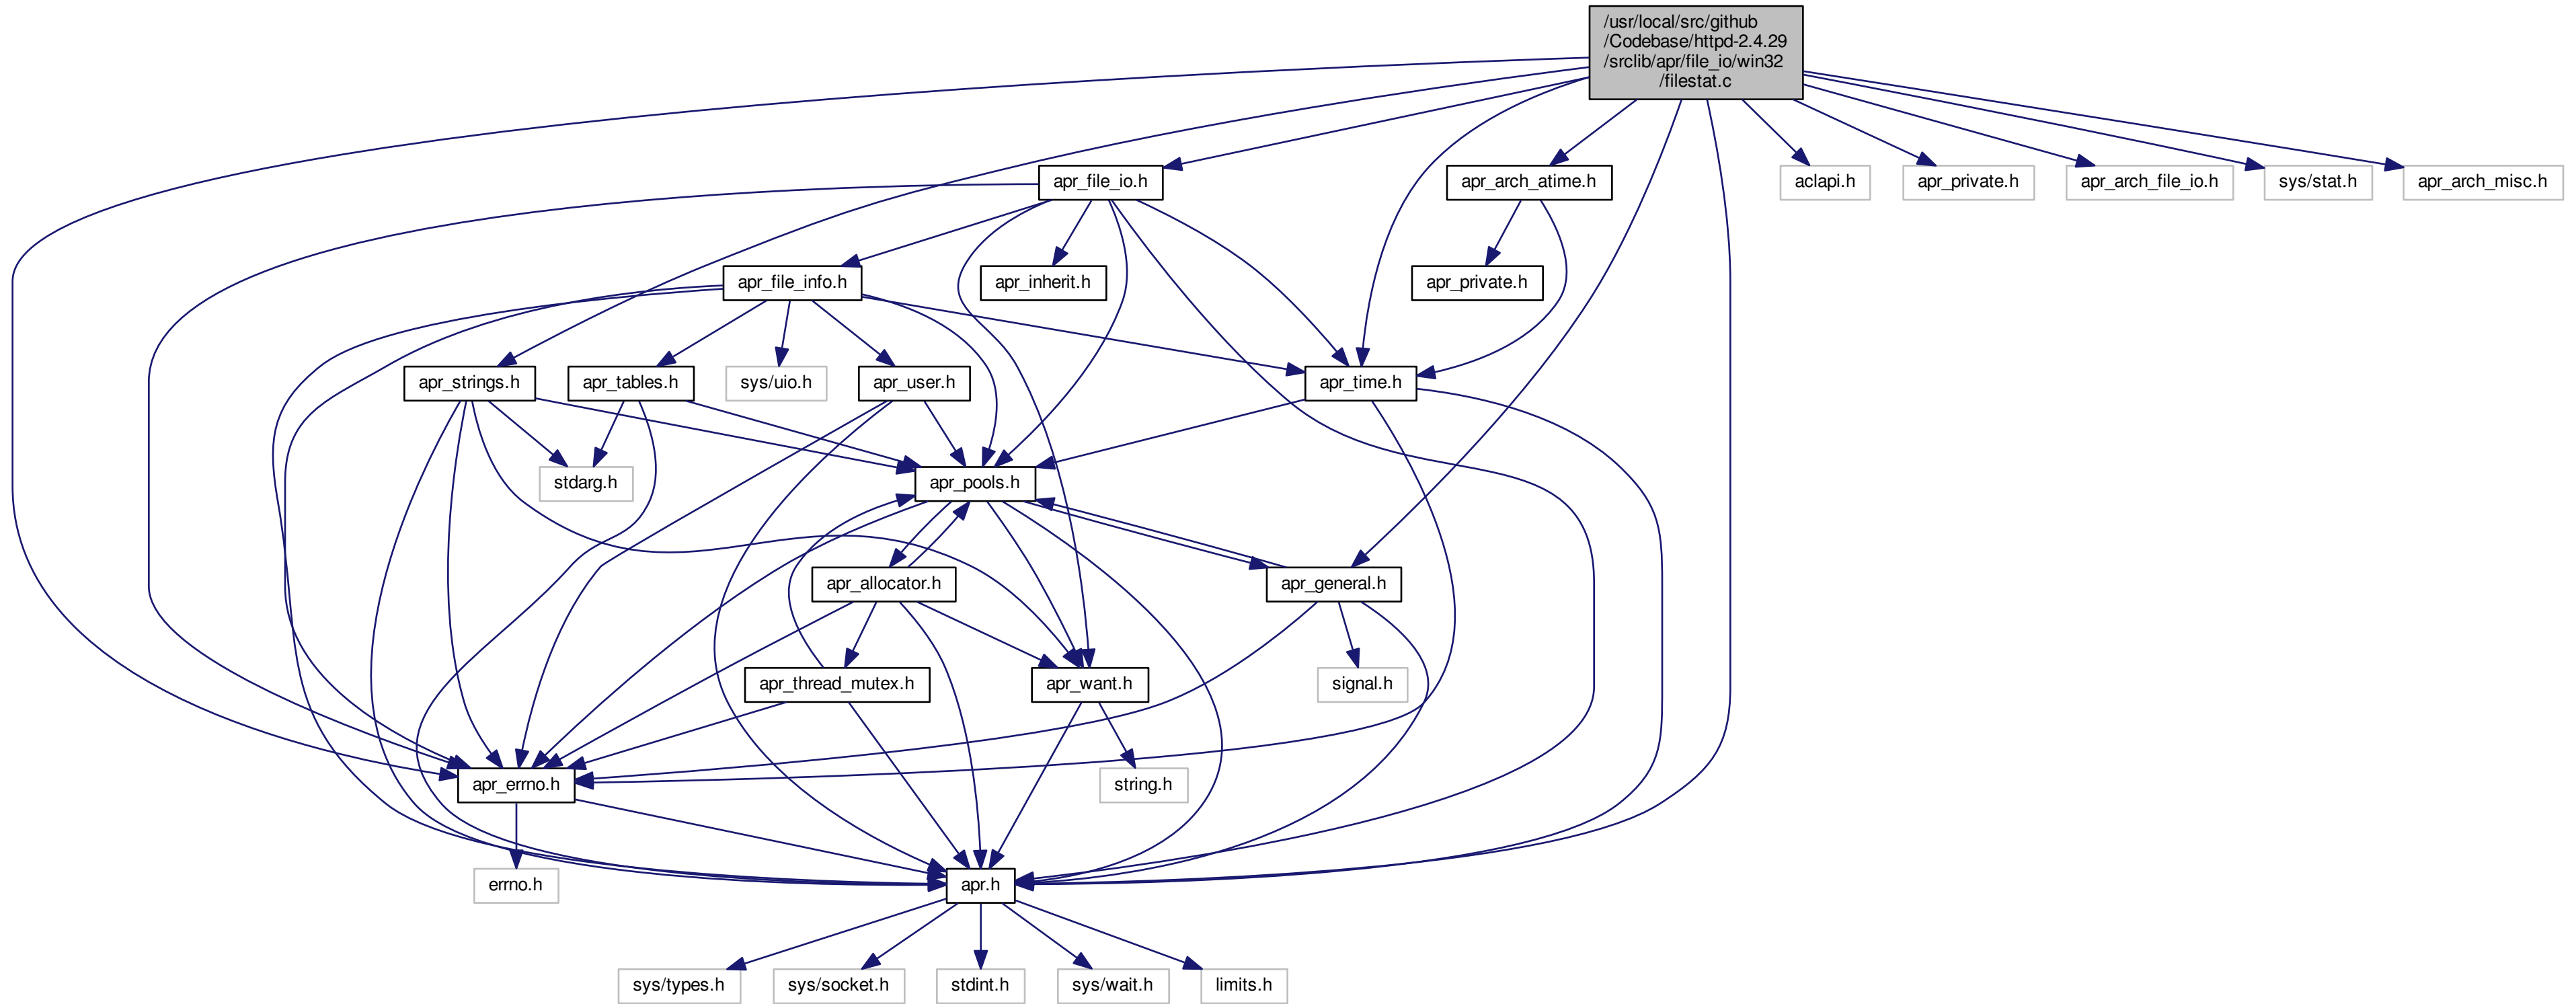 /usr/local/src/github
/Codebase/httpd-2.4.29
/srclib/apr/file_io/win32
/filestat.c
apr_file_io.h
apr_arch_atime.h
aclapi.h
apr_private.h
apr_arch_file_io.h
sys/stat.h
apr_arch_misc.h
apr_file_info.h
apr_inherit.h
apr_private.h
apr_strings.h
apr_tables.h
sys/uio.h
apr_user.h
apr_time.h
stdarg.h
apr_pools.h
apr_allocator.h
apr_general.h
apr_thread_mutex.h
apr_want.h
signal.h
apr_errno.h
string.h
errno.h
apr.h
sys/types.h
sys/socket.h
stdint.h
sys/wait.h
limits.h